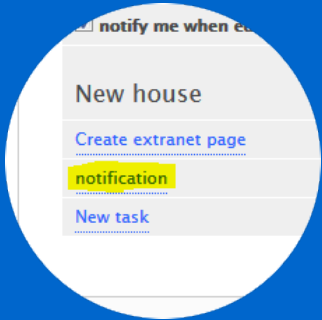 notify me when
New house
Create extranet page
notification
New task